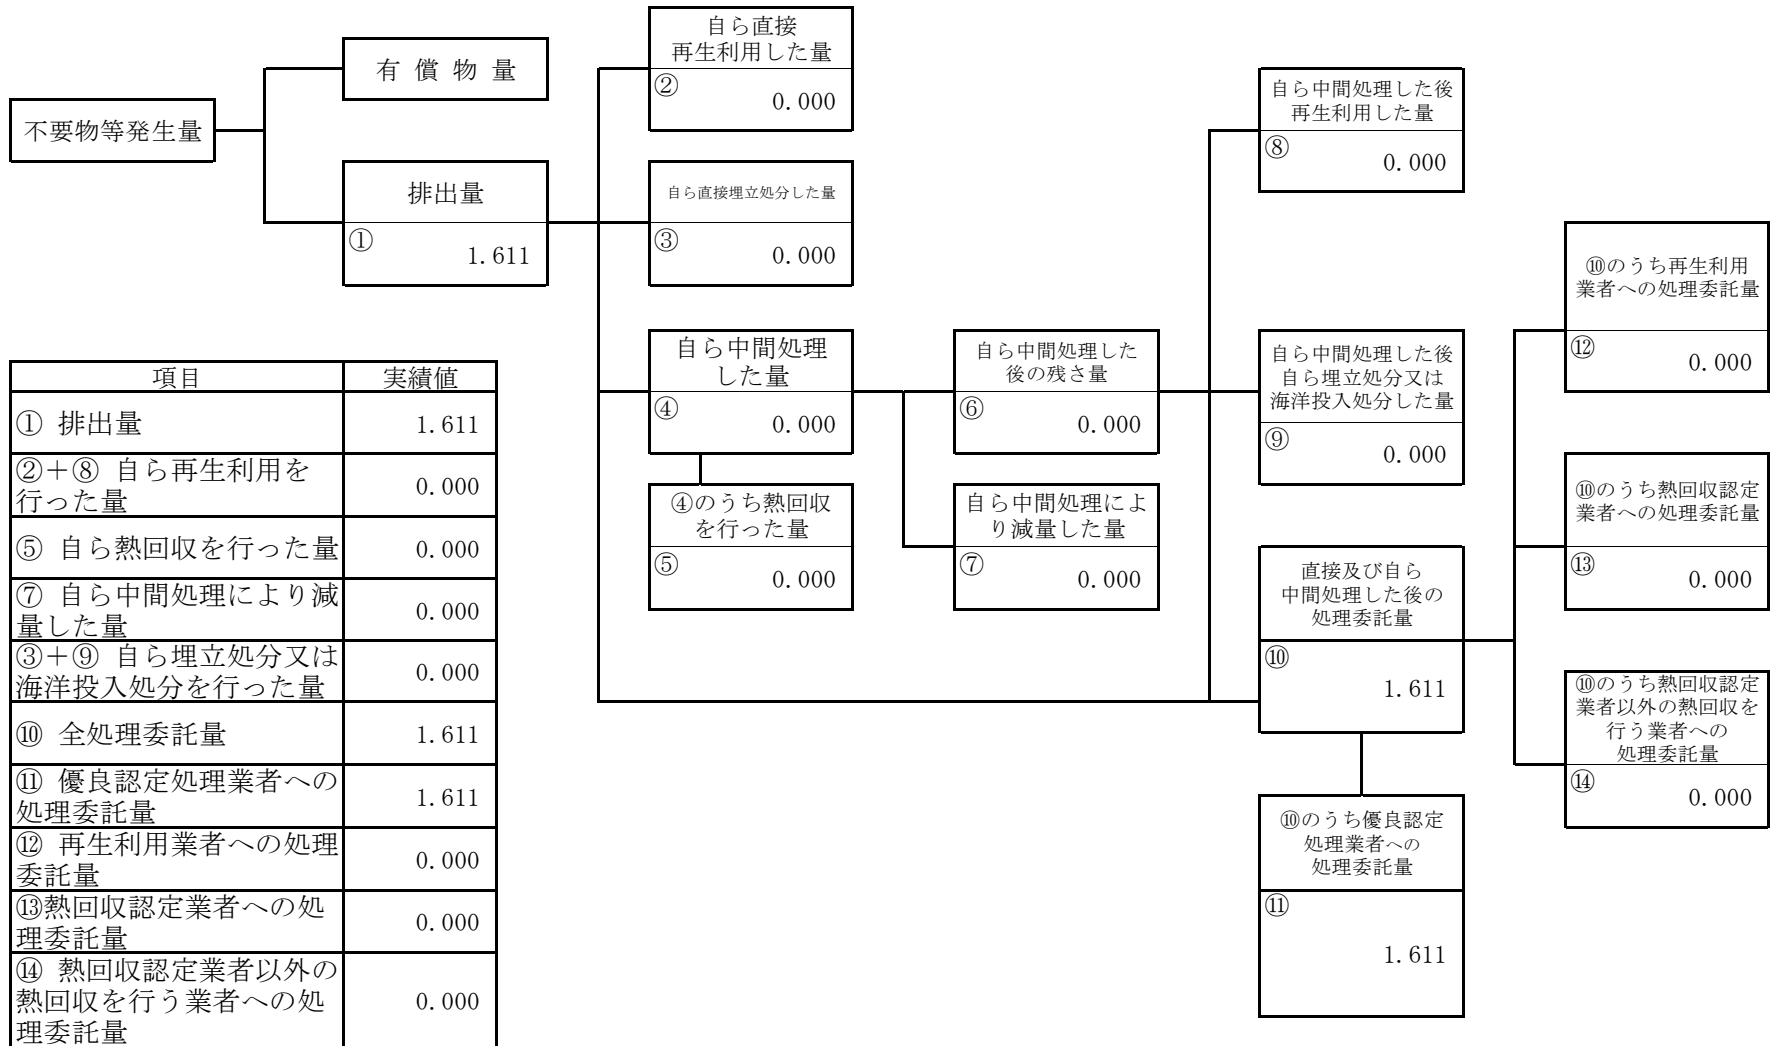 不要物等発生量
有 償 物 量
排出量
①
1.611
自ら直接
再生利用した量
②
0.000
自ら直接埋立処分した量
③
0.000
自ら中間処理
した量
④
0.000
④のうち熱回収
を行った量
⑤
0.000
自ら中間処理した
後の残さ量
⑥
0.000
自ら中間処理によ
り減量した量
⑦
0.000
自ら中間処理した後
再生利用した量
⑧
0.000
自ら中間処理した後
自ら埋立処分又は
海洋投入処分した量
⑨
0.000
直接及び自ら
中間処理した後の
処理委託量
⑩
1.611
⑩のうち優良認定
処理業者への
処理委託量
⑪
1.611
⑩のうち再生利用
業者への処理委託量
⑫
0.000
⑩のうち熱回収認定
業者への処理委託量
⑬
0.000
⑩のうち熱回収認定
業者以外の熱回収を
行う業者への
処理委託量
⑭
0.000
項目 実績値
① 排出量 1.611
②＋⑧ 自ら再生利用を
行った量 0.000
⑤ 自ら熱回収を行った量 0.000
⑦ 自ら中間処理により減
量した量 0.000
③＋⑨ 自ら埋立処分又は
海洋投入処分を行った量 0.000
⑩ 全処理委託量 1.611
⑪ 優良認定処理業者への
処理委託量 1.611
⑫ 再生利用業者への処理
委託量 0.000
⑬熱回収認定業者への処
理委託量 0.000
⑭ 熱回収認定業者以外の
熱回収を行う業者への処
理委託量 0.000